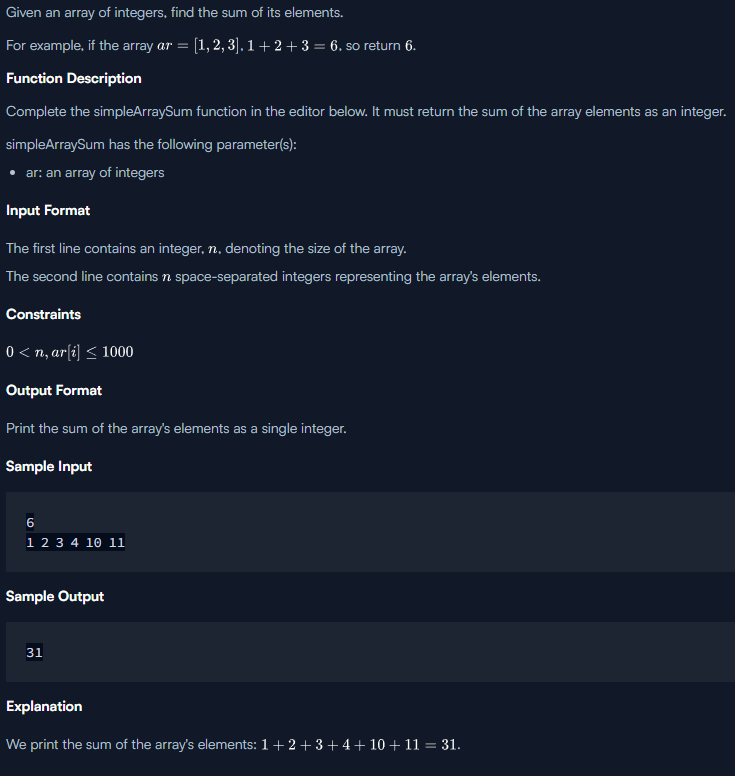 Given an array of integers, find the sum of its elements.
For example, if the array ar = [1, 2, 3], 1 + 2 + 3 = 6, so return 6.
Function Description
Complete the simpleArraySum function in the editor below. It must return the sum of the array elements as an integer.
simpleArraySum has the following parameter(s):
• ar: an array of integers
Input Format
The first line contains an integer, n, denoting the size of the array.
The second line contains n space-separated integers representing the array's elements.
Constraints
0 < n, ar[i] ≤ 1000
Output Format
Print the sum of the array's elements as a single integer.
Sample Input
6
1 2 3 4 10 11
Sample Output
31
Explanation
We print the sum of the array's elements: 1 + 2 + 3 + 4 + 10 + 11 = 31.